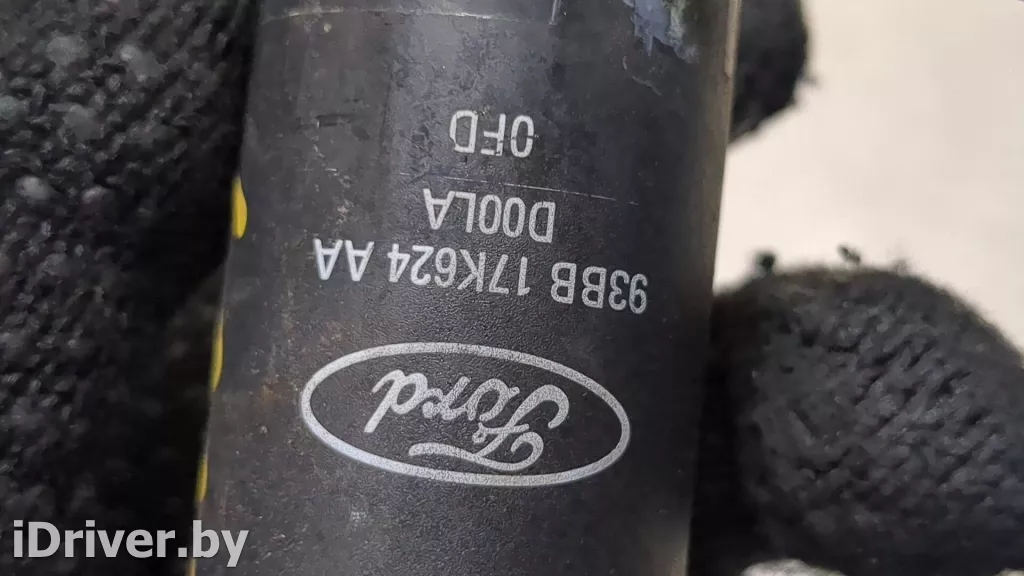 Ford
93BB 17K624 AA
D00LA
0FD
iDriver.by